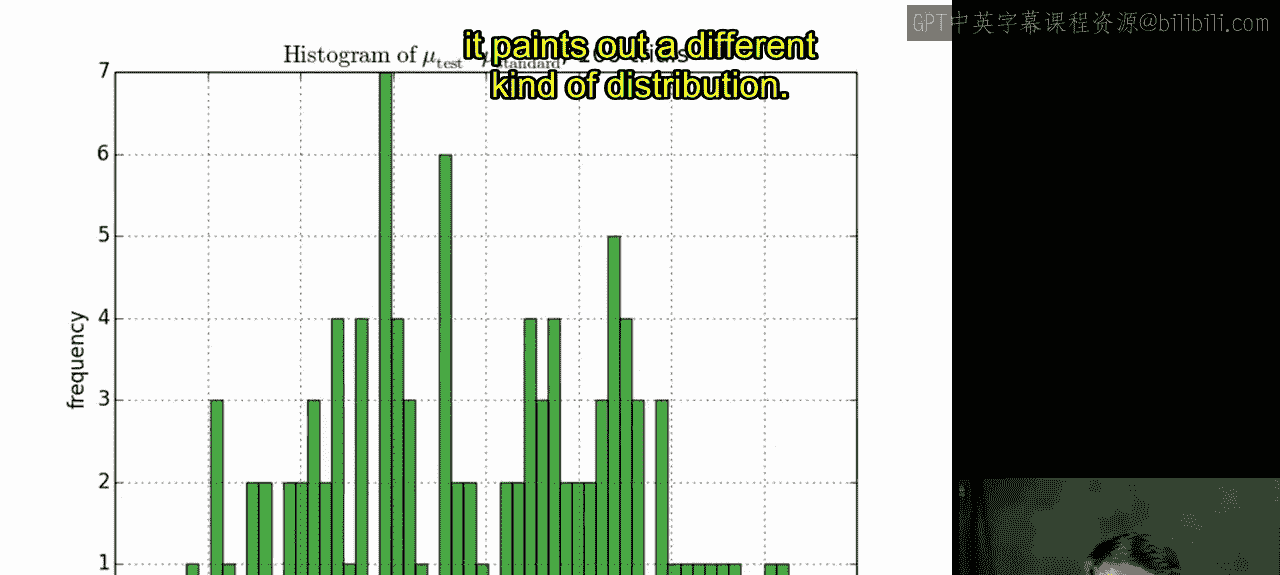 GPT中英字幕课程资源@bilibili.com
it paints out a different
kind of distribution.
Histogram of μtest
7
6
5
4
3
2
1
frequency